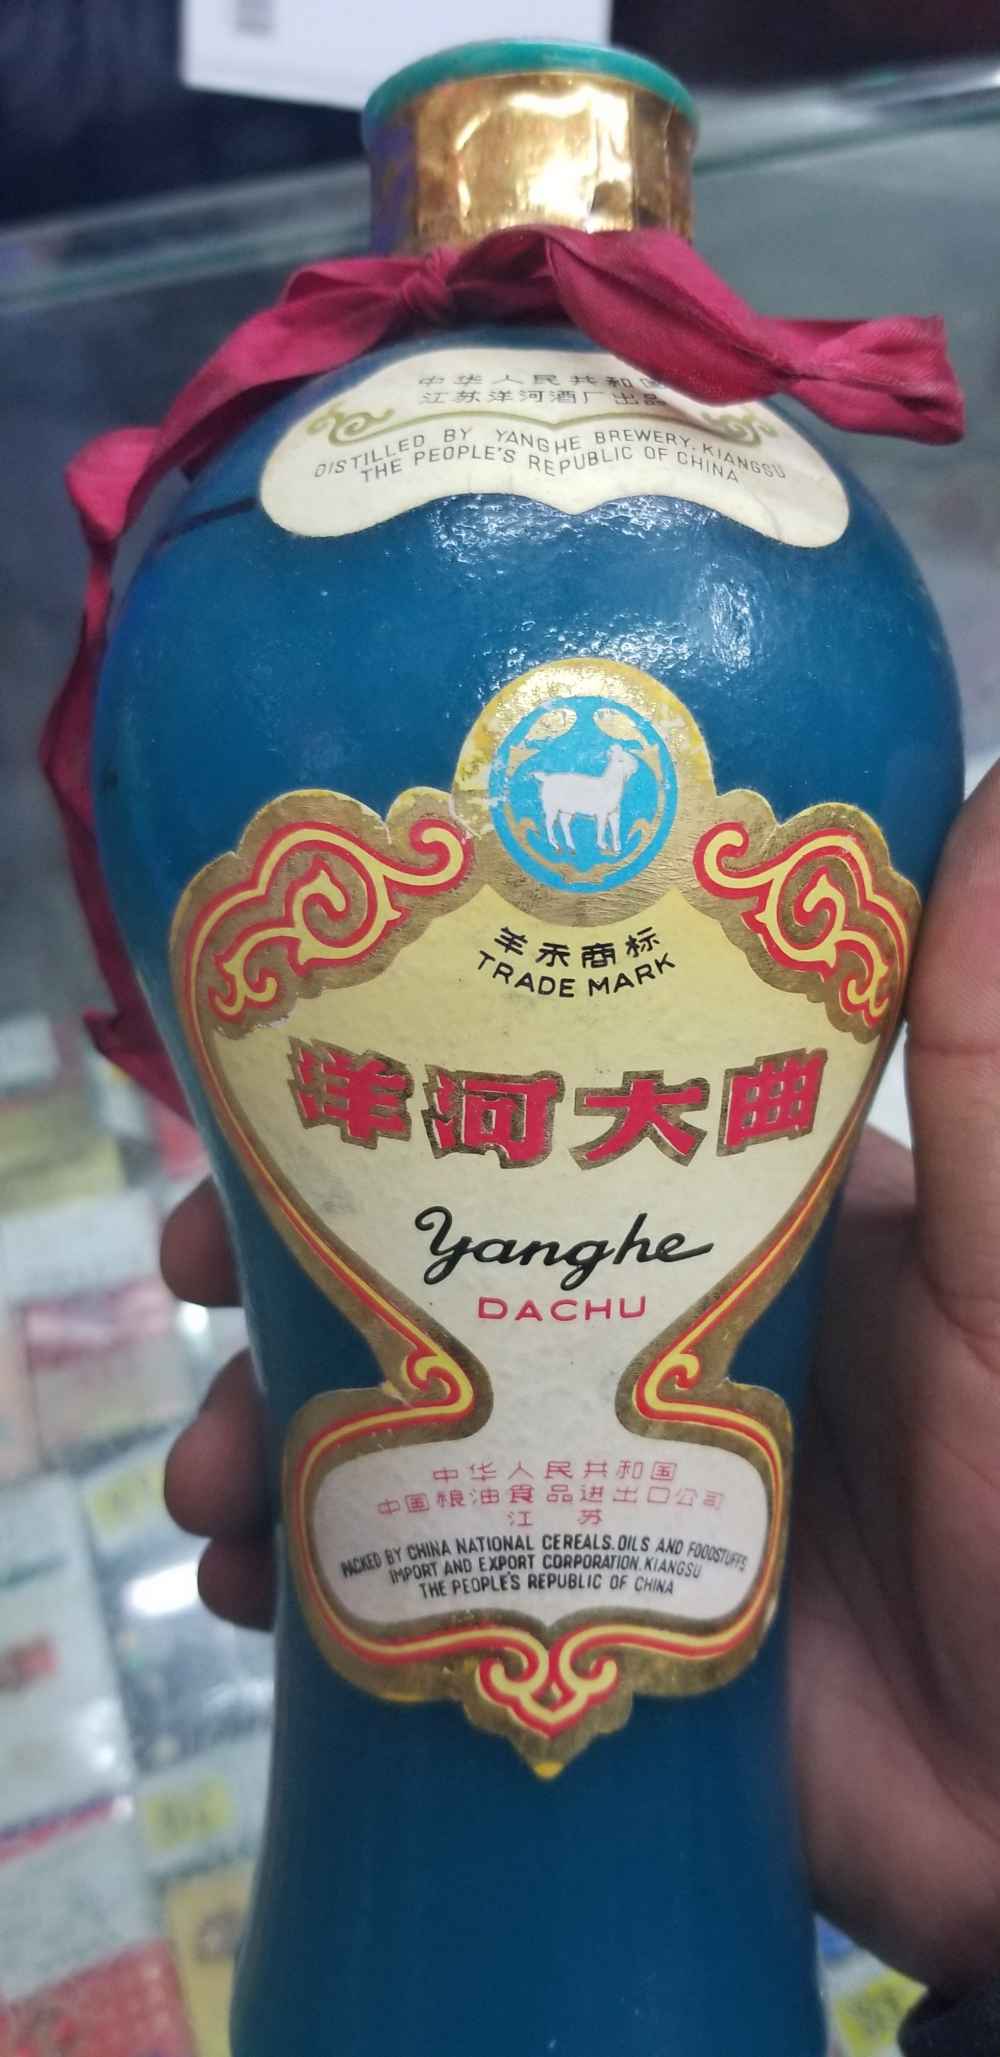 中华人民共和国
江苏洋河酒厂出品
DISTILLED BY YANGHE BREWERY. KIANGSU
THE PEOPLE'S REPUBLIC OF CHINA
羊禾商标
TRADE MARK
洋河大曲
Yanghe
DACHU
中华人民共和国
中国粮油食品进出口公司
江苏
PACKED BY CHINA NATIONAL CEREALS. OILS AND FOODSTUFFS
IMPORT AND EXPORT CORPORATION. KIANGSU
THE PEOPLE'S REPUBLIC OF CHINA